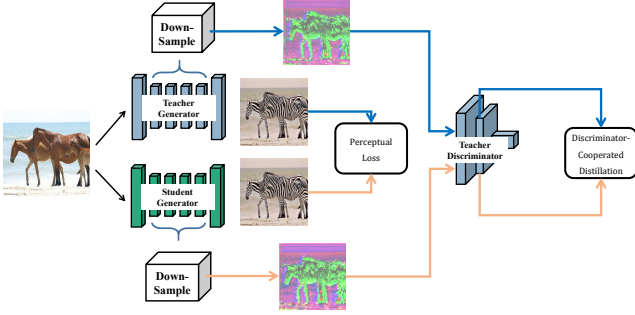 Down-
Sample
Teacher
Generator
Perceptual
Loss
Teacher
Discriminator
Discriminator-
Cooperated
Distillation
Student
Generator
Down-
Sample